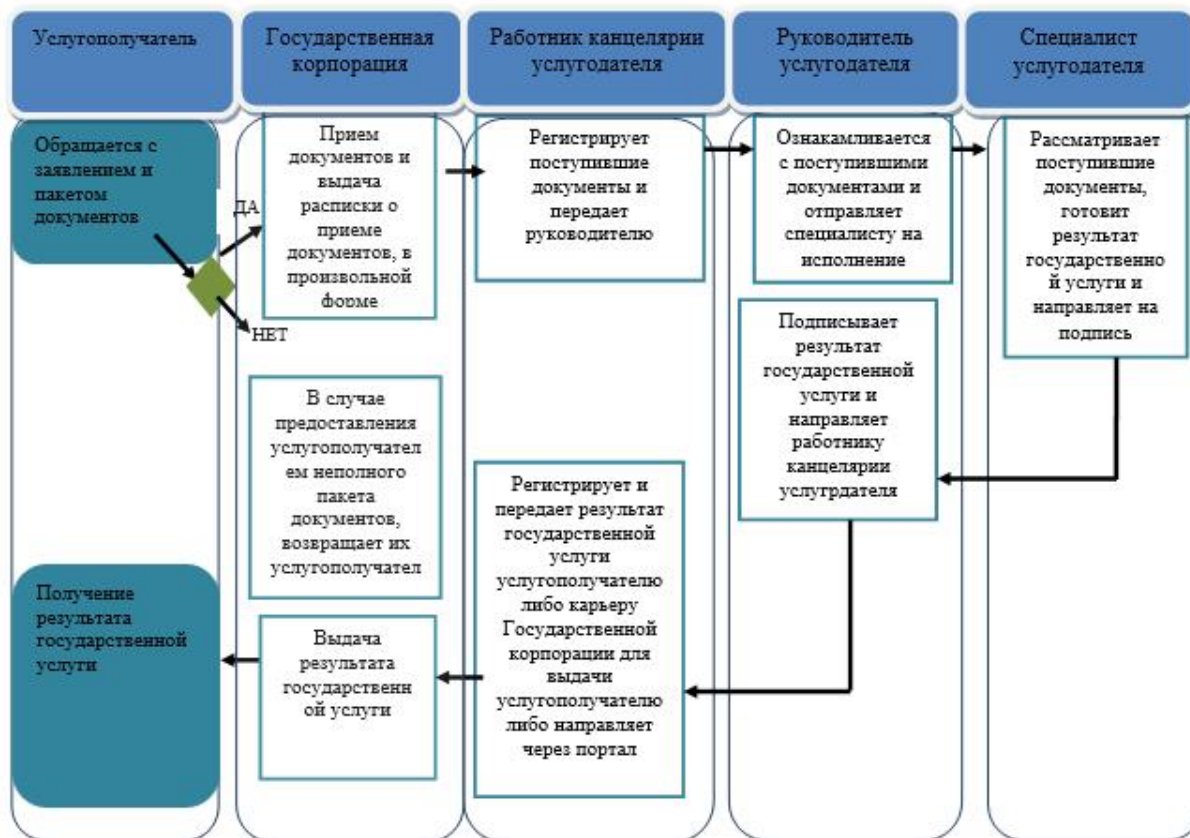 Услугополучатель
Государственная
корпорация
Работник канцелярии
услугодателя
Руководитель
услугодателя
Специалист
услугодателя
Обращается с
заявлением и
пакетом
документов
ДА
НЕТ
Прием
документов и
выдача
расписки о
приеме
документов, в
произвольной
форме
Регистрирует
поступившие
документы и
передает
руководителю
Ознакамливается
с поступившими
документами и
отправляет
специалисту на
исполнение
Рассматривает
поступившие
документы,
готовит
результат
государственно
й услуги и
направляет на
подпись
Подписывает
результат
государственной
услуги и
направляет
работнику
канцелярии
услугрдателя
В случае
предоставления
услугополучател
ем неполного
пакета
документов,
возвращает их
услугополучател
Регистрирует и
передает результат
государственной
услуги
услугополучателю
либо карьеру
Государственной
корпорации для
выдачи
услугополучателю
либо направляет
через портал
Выдача
результата
государственн
ой услуги
Получение
результата
государственной
услуги